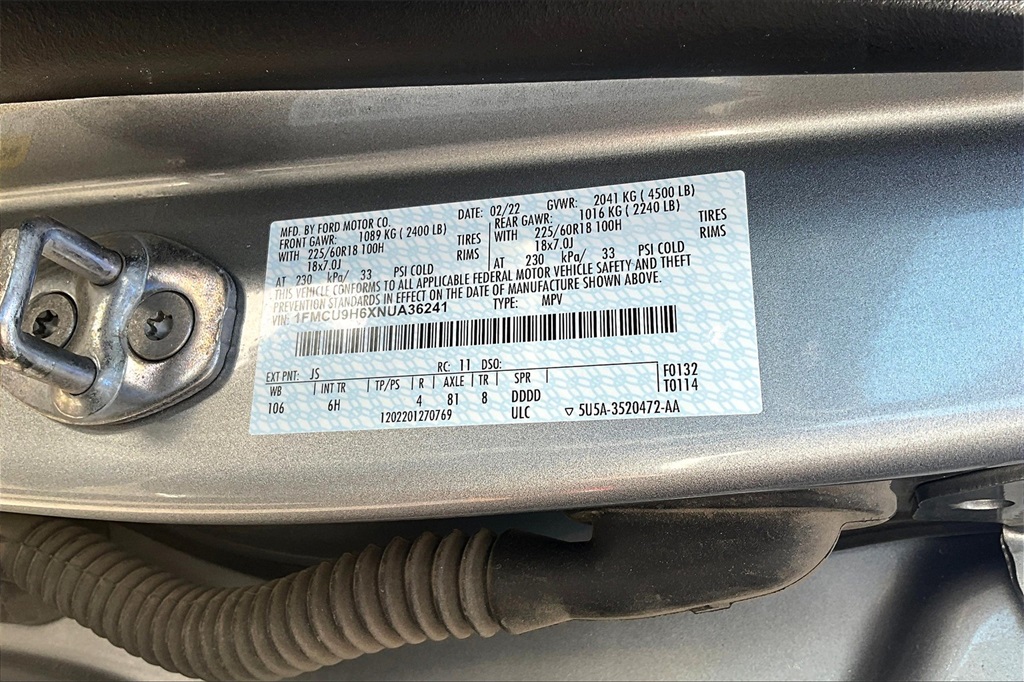 MFD. BY FORD MOTOR CO. DATE: 02/22 GVWR: 2041 KG ( 4500 LB)
FRONT GAWR: 1089 KG ( 2400 LB) REAR GAWR: 1016 KG ( 2240 LB)
WITH 225/60R18 100H TIRES WITH 225/60R18 100H TIRES
18x7.0J RIMS 18x7.0J RIMS
AT 230 kPa/ 33 PSI COLD AT 230 kPa/ 33 PSI COLD
THIS VEHICLE CONFORMS TO ALL APPLICABLE FEDERAL MOTOR VEHICLE SAFETY AND THEFT
PREVENTION STANDARDS IN EFFECT ON THE DATE OF MANUFACTURE SHOWN ABOVE.
VIN: 1FMCU9H6XNUA36241 TYPE: MPV
EXT PNT: JS RC: 11 DSO: F0132
WB INT TR TP/PS R AXLE TR SPR T0114
106 6H 4 81 8 DDDD
1202201270769 ULC ▽ 5U5A-3520472-AA